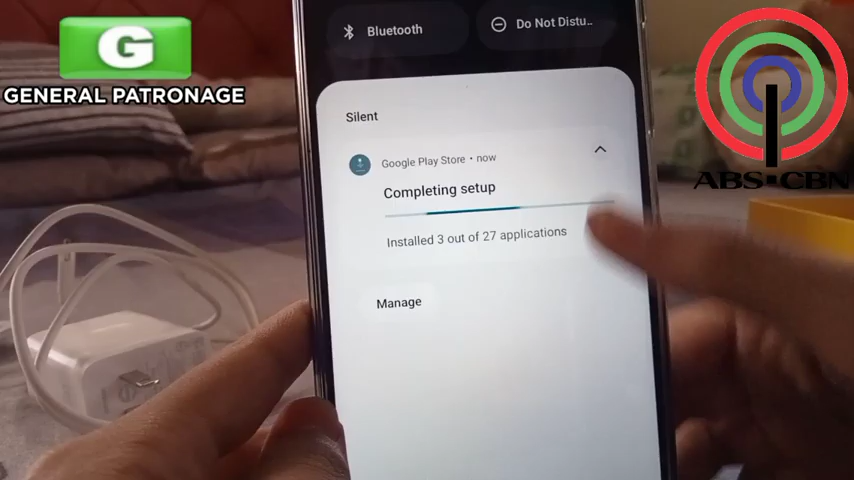 Bluetooth
Do Not Distu..
G
GENERAL PATRONAGE
ABS-CBN
Silent
Google Play Store • now
Completing setup
Installed 3 out of 27 applications
Manage